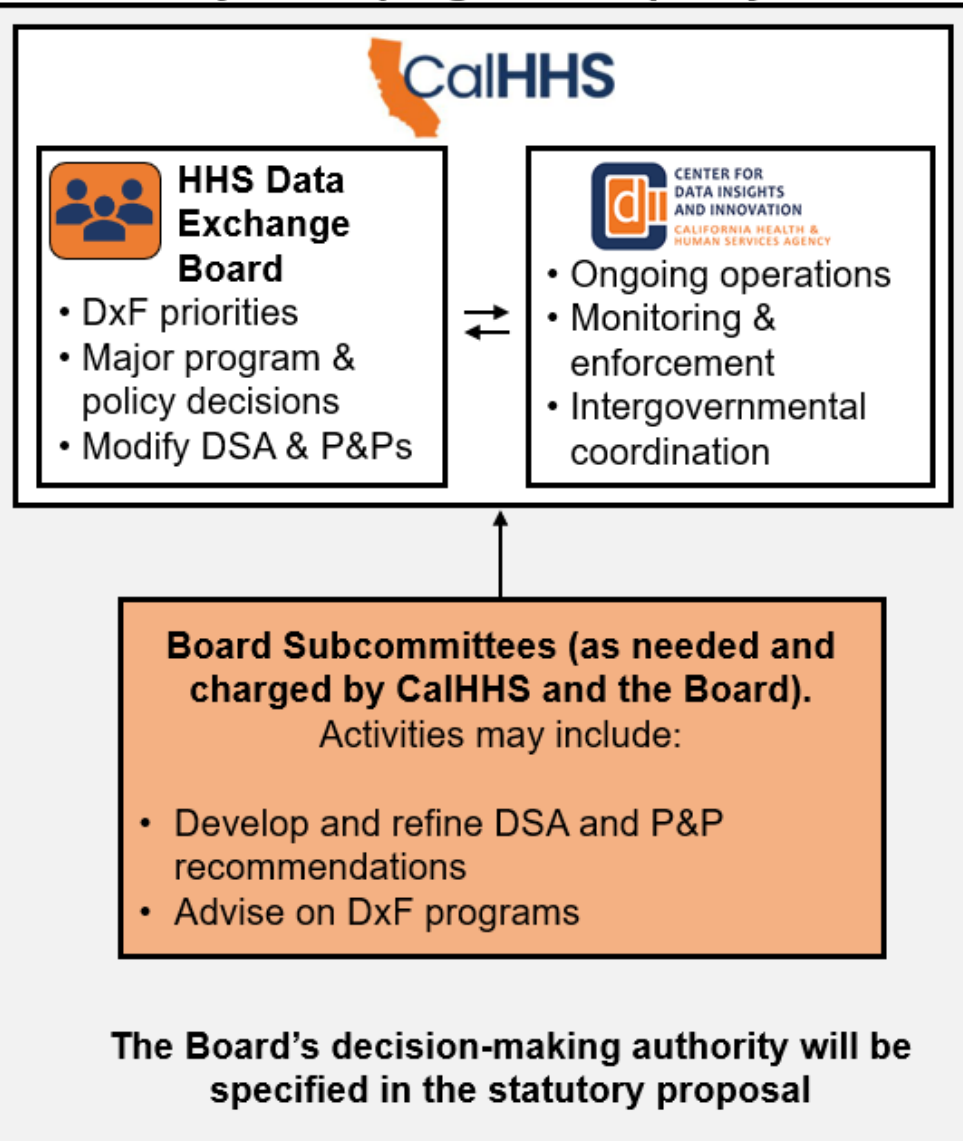 CalHHS
HHS Data
Exchange
Board
• DxF priorities
• Major program &
policy decisions
• Modify DSA & P&Ps
CENTER FOR
DATA INSIGHTS
AND INNOVATION
CALIFORNIA HEALTH &
HUMAN SERVICES AGENCY
• Ongoing operations
• Monitoring &
enforcement
• Intergovernmental
coordination
Board Subcommittees (as needed and
charged by CalHHS and the Board).
Activities may include:
• Develop and refine DSA and P&P
recommendations
• Advise on DxF programs
The Board’s decision-making authority will be
specified in the statutory proposal